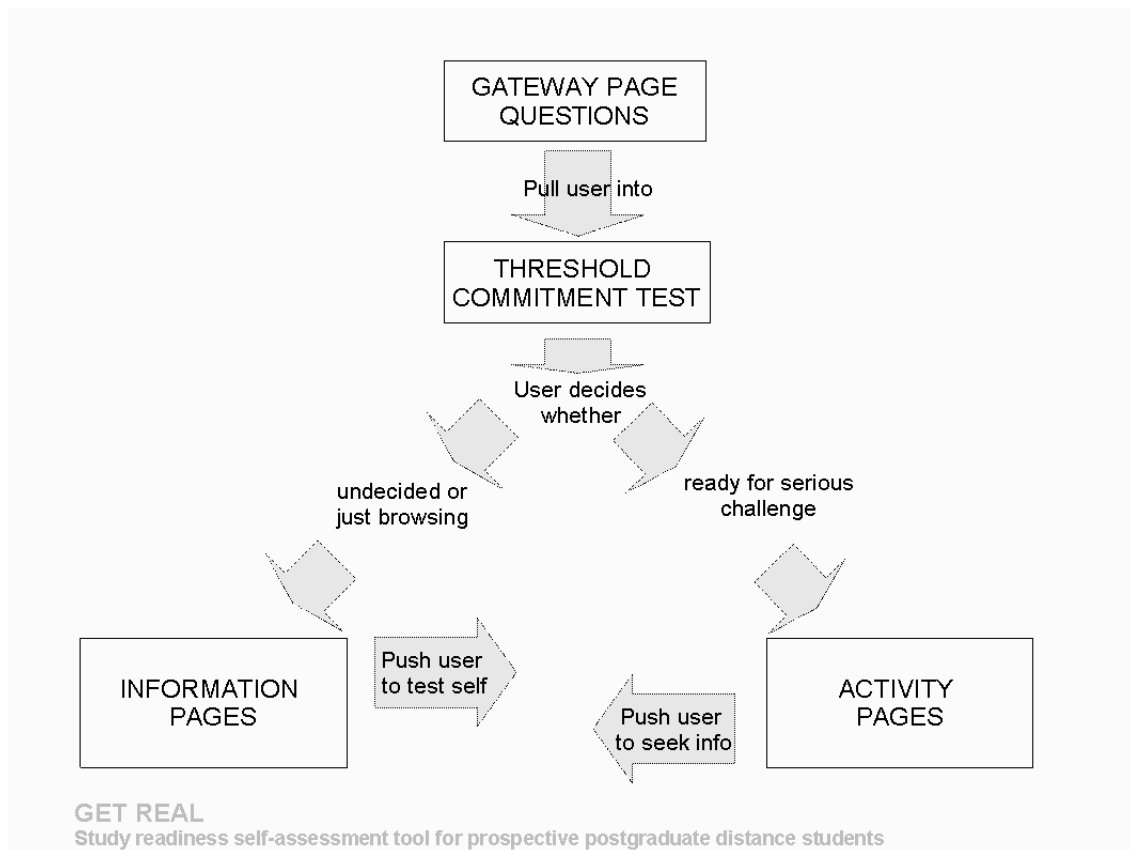 GATEWAY PAGE
QUESTIONS
Pull user into
THRESHOLD
COMMITMENT TEST
User decides
whether
undecided or
just browsing
ready for serious
challenge
INFORMATION
PAGES
Push user
to test self
Push user
to seek info
ACTIVITY
PAGES
GET REAL
Study readiness self-assessment tool for prospective postgraduate distance students